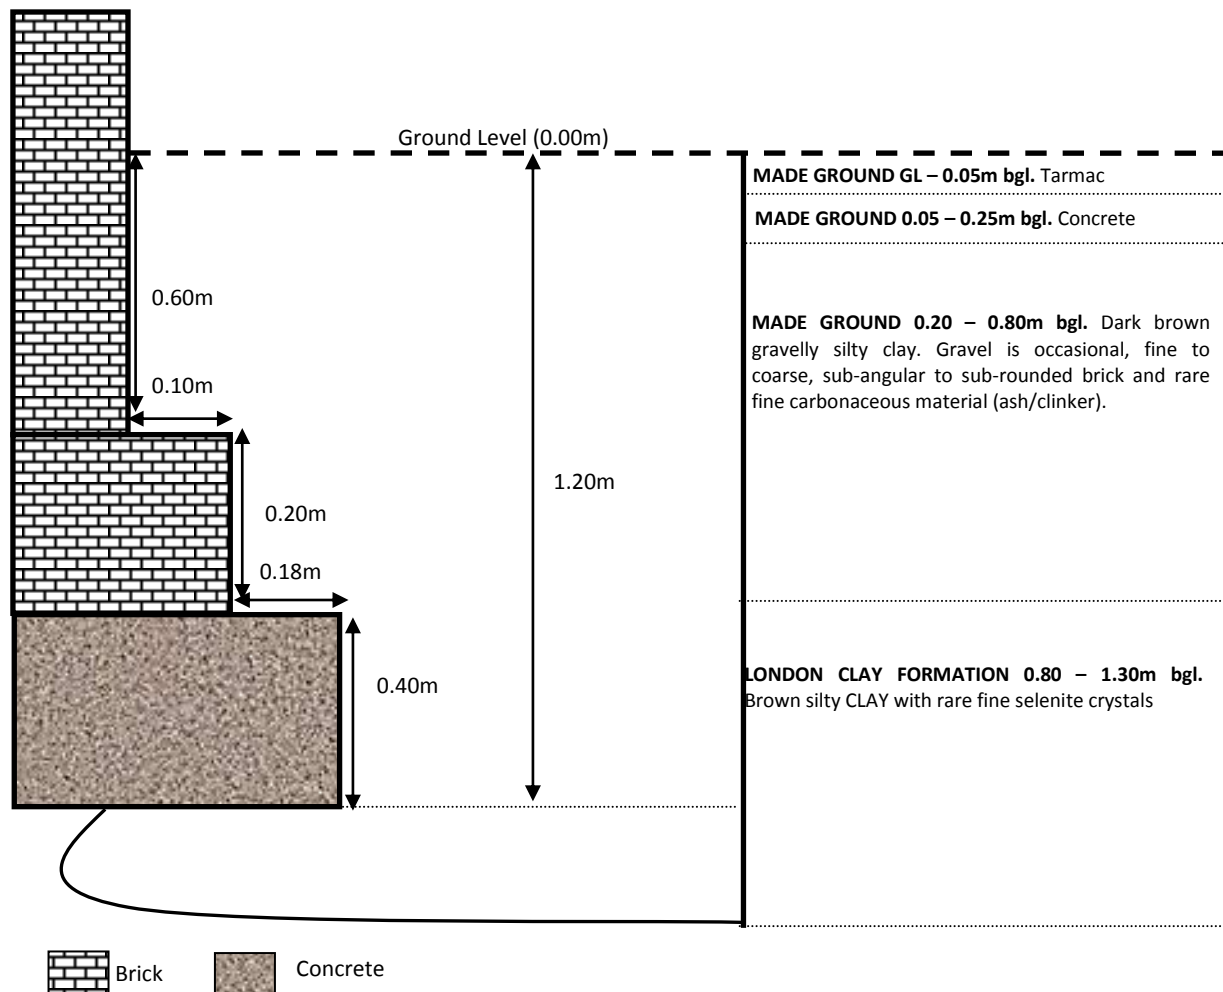 Ground Level (0.00m)
MADE GROUND GL – 0.05m bgl. Tarmac
MADE GROUND 0.05 – 0.25m bgl. Concrete
0.60m
MADE GROUND 0.20 – 0.80m bgl. Dark brown
gravelly silty clay. Gravel is occasional, fine to
coarse, sub-angular to sub-rounded brick and rare
fine carbonaceous material (ash/clinker).
0.10m
1.20m
0.20m
0.18m
0.40m
LONDON CLAY FORMATION 0.80 – 1.30m bgl.
Brown silty CLAY with rare fine selenite crystals
Brick
Concrete